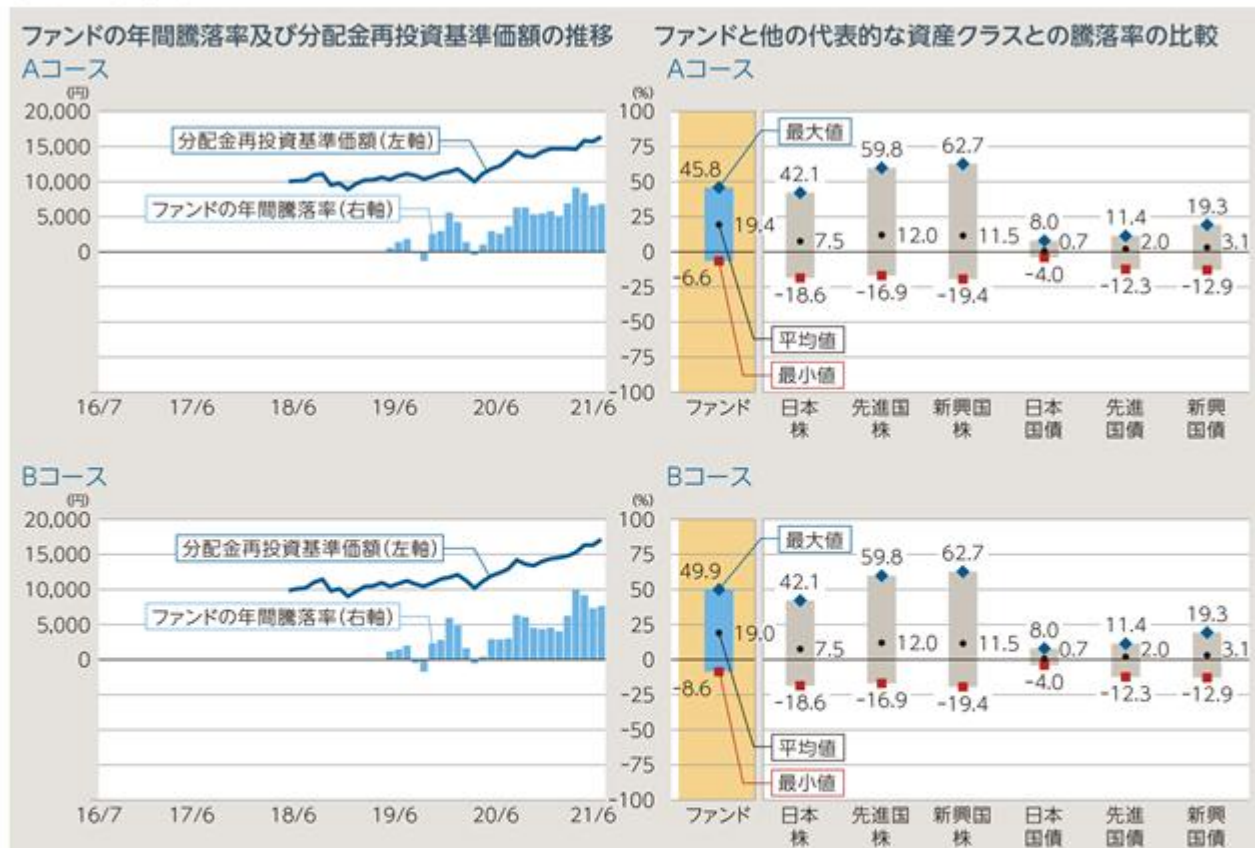 ファンドの年間騰落率及び分配金再投資基準価額の推移
Aコース
(円)
20,000
15,000
10,000
5,000
0
分配金再投資基準価額(左軸)
ファンドの年間騰落率(右軸)
16/7 17/6 18/6 19/6 20/6 21/6
ファンドと他の代表的な資産クラスとの騰落率の比較
Aコース
(%)
100
75
50
25
0
-25
-50
-75
-100
最大値
平均値
最小値
45.8 42.1 59.8 62.7 8.0 11.4 19.3
19.4 7.5 12.0 11.5 0.7 2.0 3.1
-6.6 -18.6 -16.9 -19.4 -4.0 -12.3 -12.9
ファンド 日本株 先進国株 新興国株 日本国債 先進国債 新興国債
Bコース
(円)
20,000
15,000
10,000
5,000
0
分配金再投資基準価額(左軸)
ファンドの年間騰落率(右軸)
16/7 17/6 18/6 19/6 20/6 21/6
Bコース
(%)
100
75
50
25
0
-25
-50
-75
-100
最大値
平均値
最小値
49.9 42.1 59.8 62.7 8.0 11.4 19.3
19.0 7.5 12.0 11.5 0.7 2.0 3.1
-8.6 -18.6 -16.9 -19.4 -4.0 -12.3 -12.9
ファンド 日本株 先進国株 新興国株 日本国債 先進国債 新興国債